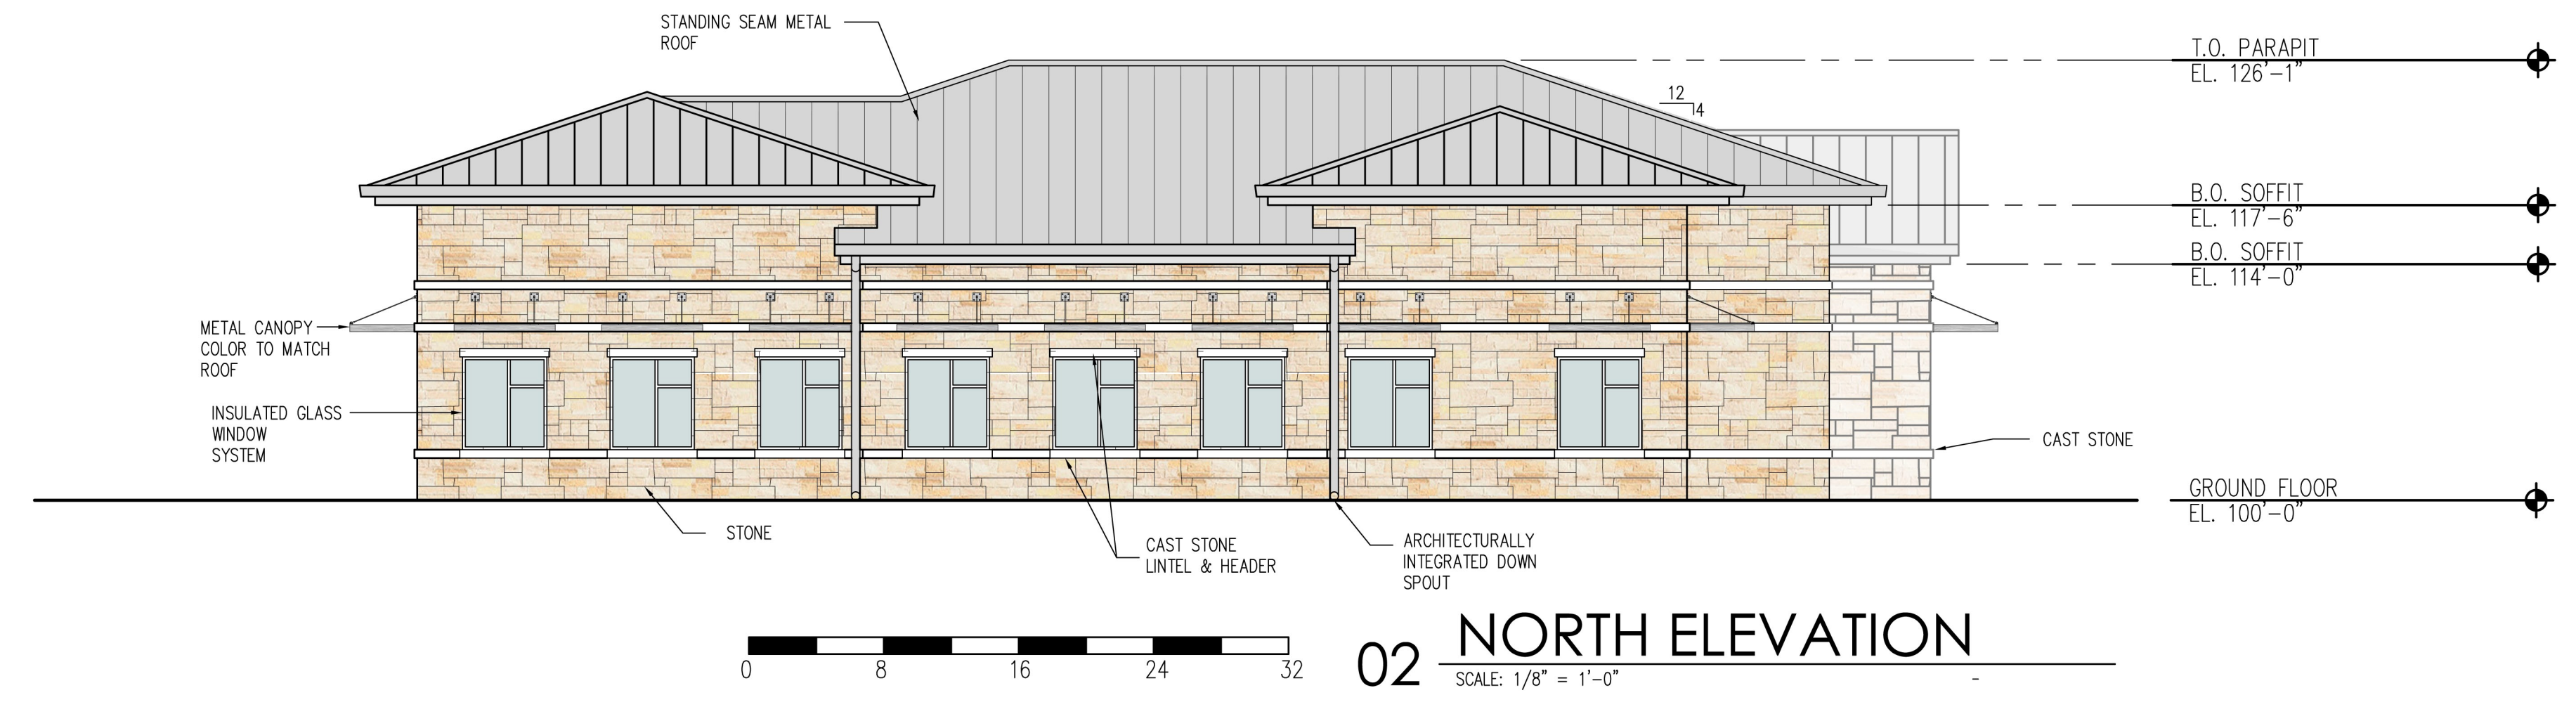 STANDING SEAM METAL
ROOF
T.O. PARAPIT
EL. 126'-1"
12
4
B.O. SOFFIT
EL. 117'-6"
B.O. SOFFIT
EL. 114'-0"
METAL CANOPY
COLOR TO MATCH
ROOF
INSULATED GLASS
WINDOW
SYSTEM
CAST STONE
GROUND FLOOR
EL. 100'-0"
STONE
CAST STONE
LINTEL & HEADER
ARCHITECTURALLY
INTEGRATED DOWN
SPOUT
0 8 16 24 32
02 NORTH ELEVATION
SCALE: 1/8" = 1'-0" -